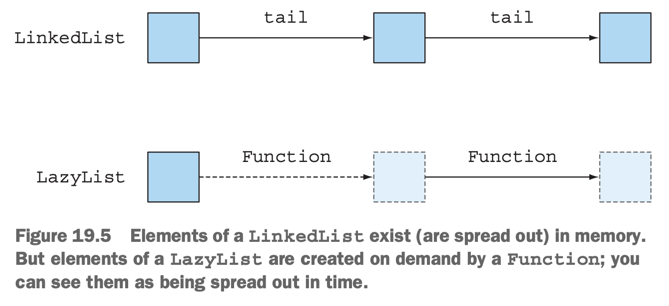 tail tail
LinkedList
Function Function
LazyList
Figure 19.5 Elements of a LinkedList exist (are spread out) in memory.
But elements of a LazyList are created on demand by a Function; you
can see them as being spread out in time.